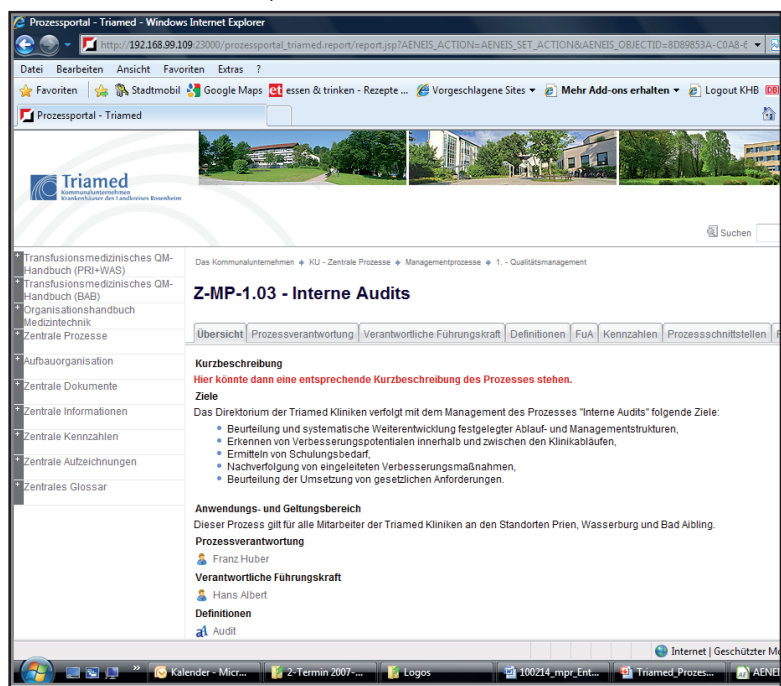 Prozessportal - Triamed - Windows Internet Explorer
http://192.168.99.109:23000/prozessportal_triamed.report/report.jsp?AENEIS_ACTION=AENEIS_SET_ACTION&AENEIS_OBJECTID=8D89853A-C0A8-6
Datei Bearbeiten Ansicht Favoriten Extras ?
Favoriten Stadtmobil Google Maps et essen & trinken - Rezepte ... Vorgeschlagene Sites Mehr Add-ons erhalten Logout KHB DB
Prozessportal - Triamed
Triamed
Kommunalunternehmen
Krankenhäuser des Landkreises Rosenheim
Suchen
Transfusionsmedizinisches QM-
Handbuch (PRI+WAS)
Transfusionsmedizinisches QM-
Handbuch (BAB)
Organisationshandbuch
Medizintechnik
Zentrale Prozesse
Aufbauorganisation
Zentrale Dokumente
Zentrale Informationen
Zentrale Kennzahlen
Zentrale Aufzeichnungen
Zentrales Glossar
Das Kommunalunternehmen KU - Zentrale Prozesse Managementprozesse 1. - Qualitätsmanagement
Z-MP-1.03 - Interne Audits
Übersicht Prozessverantwortung Verantwortliche Führungskraft Definitionen FuA Kennzahlen Prozessschnittstellen
Kurzbeschreibung
Hier könnte dann eine entsprechende Kurzbeschreibung des Prozesses stehen.
Ziele
Das Direktorium der Triamed Kliniken verfolgt mit dem Management des Prozesses "Interne Audits" folgende Ziele:
Beurteilung und systematische Weiterentwicklung festgelegter Ablauf- und Managementstrukturen,
Erkennen von Verbesserungspotentialen innerhalb und zwischen den Klinikabläufen,
Ermitteln von Schulungsbedarf,
Nachverfolgung von eingeleiteten Verbesserungsmaßnahmen,
Beurteilung der Umsetzung von gesetzlichen Anforderungen.
Anwendungs- und Geltungsbereich
Dieser Prozess gilt für alle Mitarbeiter der Triamed Kliniken an den Standorten Prien, Wasserburg und Bad Aibling.
Prozessverantwortung
Franz Huber
Verantwortliche Führungskraft
Hans Albert
Definitionen
Audit
Internet | Geschützter Mo
Kalender - Micr... 2-Termin 2007-... Logos 100214_mpr_Ent... Triamed_Prozes... AENE